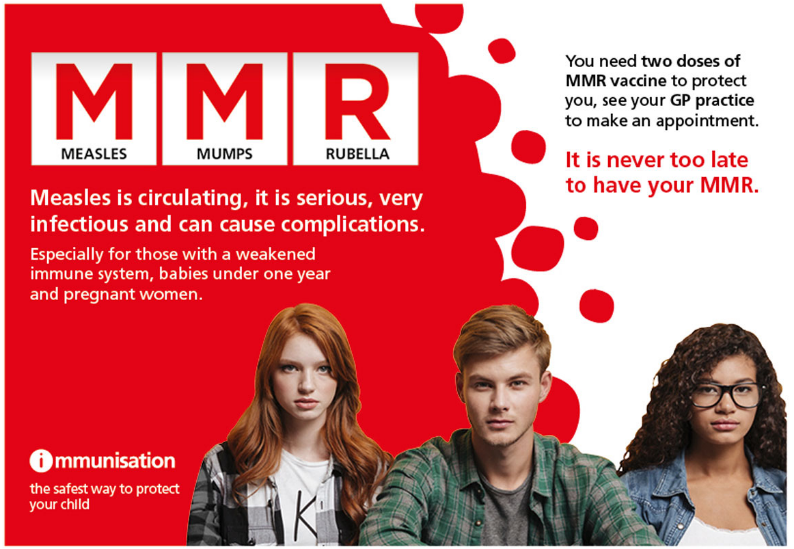 MMR
MEASLES MUMPS RUBELLA
Measles is circulating, it is serious, very
infectious and can cause complications.
Especially for those with a weakened
immune system, babies under one year
and pregnant women.
You need two doses of
MMR vaccine to protect
you, see your GP practice
to make an appointment.
It is never too late
to have your MMR.
immunisation
the safest way to protect
your child
K